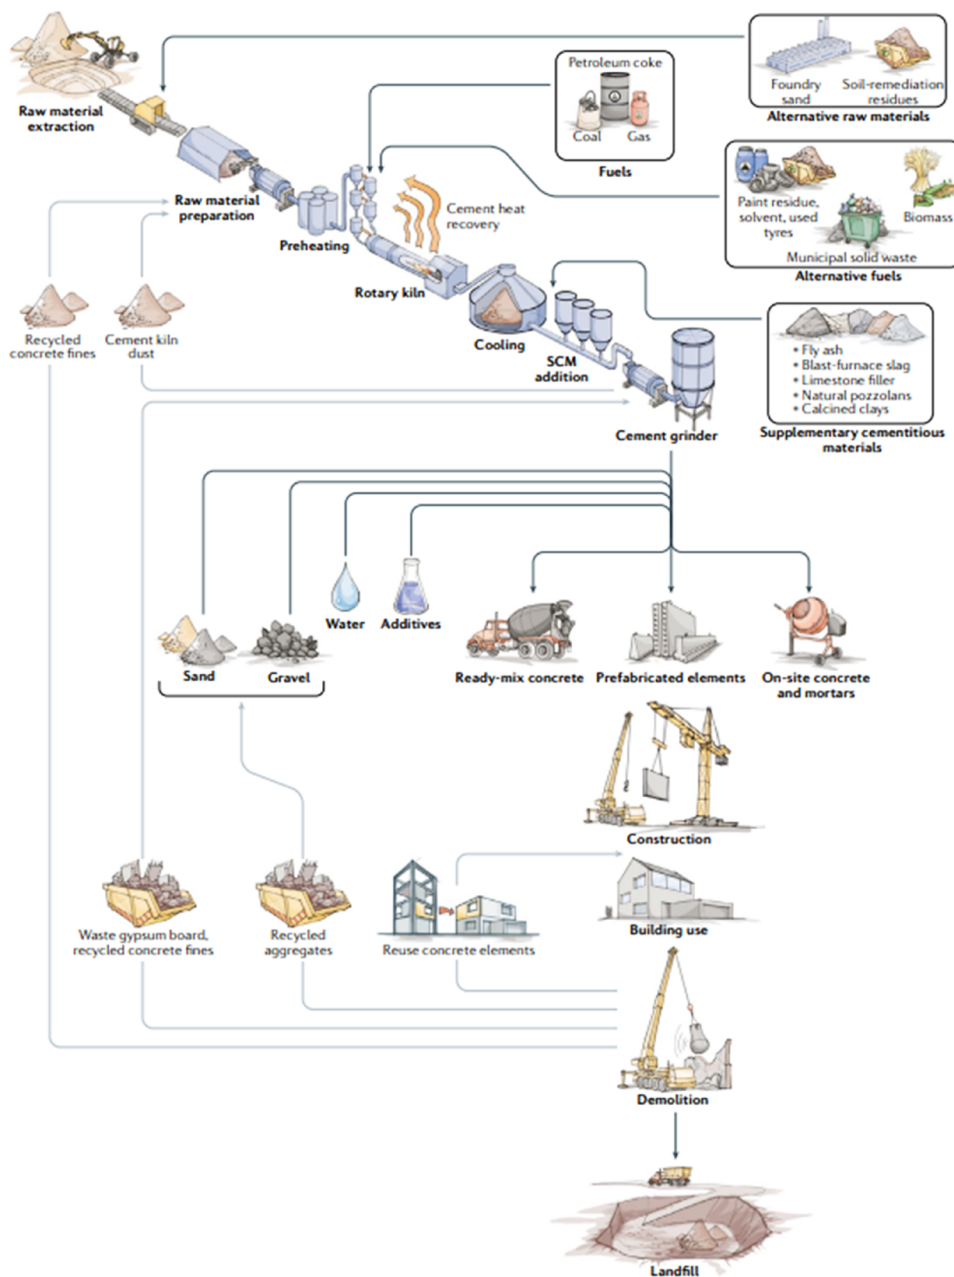 Raw material
extraction
Foundry
sand
Soil-remediation
residues
Alternative raw materials
Petroleum coke
Coal
Gas
Fuels
Raw material
preparation
Preheating
Cement heat
recovery
Paint residue,
solvent, used
tyres
Biomass
Municipal solid waste
Alternative fuels
Rotary kiln
Cooling
SCM
addition
Recycled
concrete fines
Cement kiln
dust
• Fly ash
• Blast-furnace slag
• Limestone filler
• Natural pozzolans
• Calcined clays
Supplementary cementitious
materials
Cement grinder
Water
Additives
Sand
Gravel
Ready-mix concrete
Prefabricated elements
On-site concrete
and mortars
Construction
Waste gypsum board,
recycled concrete fines
Recycled
aggregates
Reuse concrete elements
Building use
Demolition
Landfill